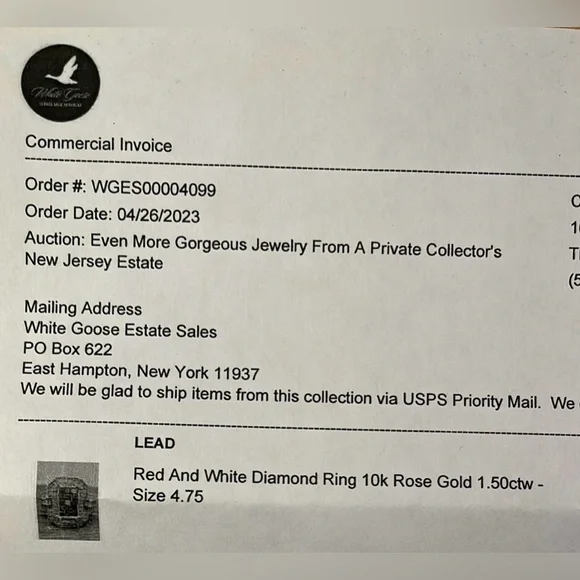 White Goose
Commercial Invoice
Order #: WGES00004099
Order Date: 04/26/2023
Auction: Even More Gorgeous Jewelry From A Private Collector's
New Jersey Estate
Mailing Address
White Goose Estate Sales
PO Box 622
East Hampton, New York 11937
We will be glad to ship items from this collection via USPS Priority Mail. We
LEAD
Red And White Diamond Ring 10k Rose Gold 1.50ctw -
Size 4.75